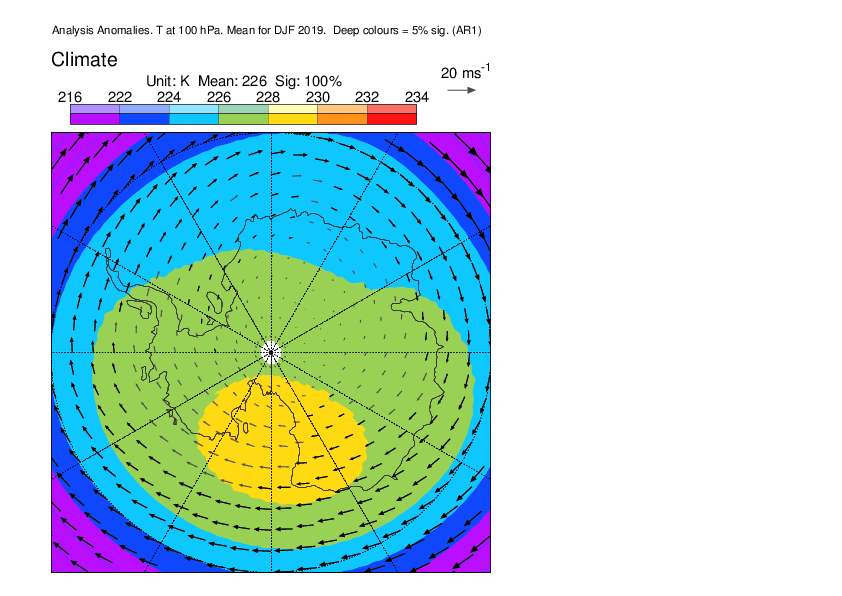 Analysis Anomalies. T at 100 hPa. Mean for DJF 2019.  Deep colours = 5% sig. (AR1)
Climate
20 ms-1
Unit: K  Mean: 226  Sig: 100%
216 222 224 226 228 230 232 234